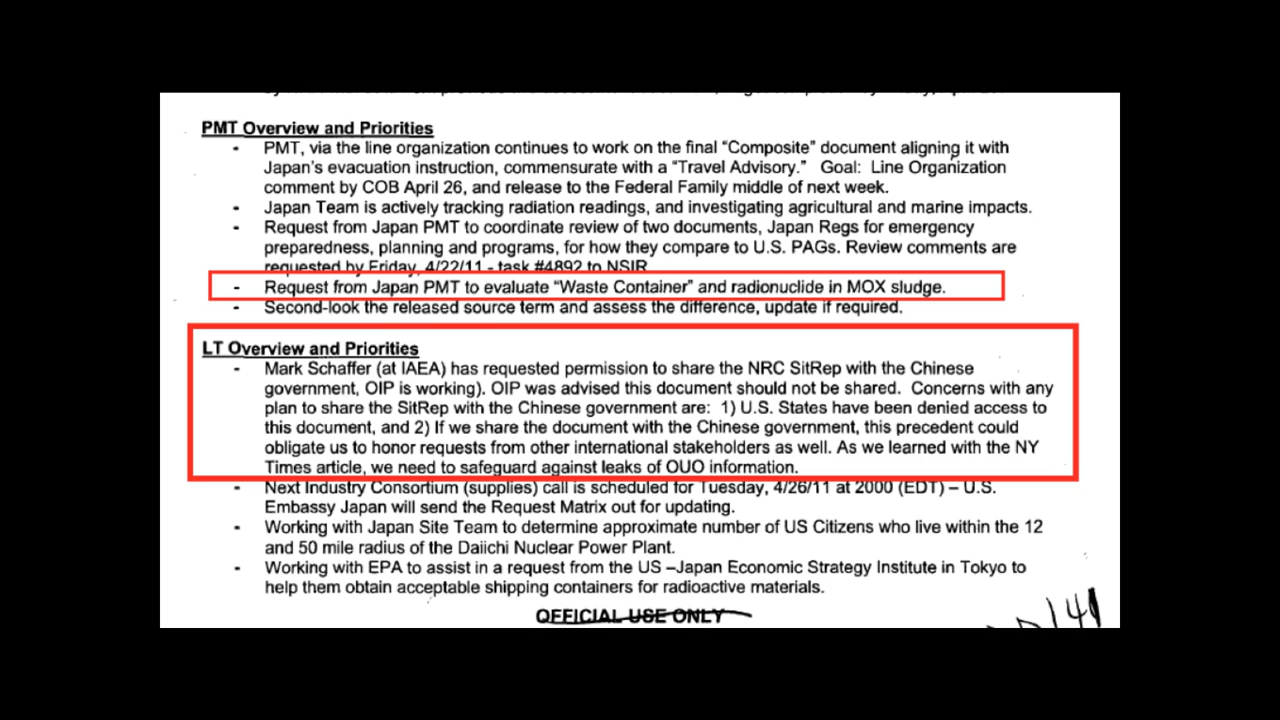 PMT Overview and Priorities
- PMT, via the line organization continues to work on the final “Composite” document aligning it with
Japan's evacuation instruction, commensurate with a “Travel Advisory.” Goal: Line Organization
comment by COB April 26, and release to the Federal Family middle of next week.
- Japan Team is actively tracking radiation readings, and investigating agricultural and marine impacts.
- Request from Japan PMT to coordinate review of two documents, Japan Regs for emergency
preparedness, planning and programs, for how they compare to U.S. PAGs. Review comments are
requested by Friday, 4/22/11 - task #4892 to NSIR
- Request from Japan PMT to evaluate “Waste Container” and radionuclide in MOX sludge.
- Second-look the released source term and assess the difference, update if required.
LT Overview and Priorities
- Mark Schaffer (at IAEA) has requested permission to share the NRC SitRep with the Chinese
government, OIP is working). OIP was advised this document should not be shared. Concerns with any
plan to share the SitRep with the Chinese government are: 1) U.S. States have been denied access to
this document, and 2) If we share the document with the Chinese government, this precedent could
obligate us to honor requests from other international stakeholders as well. As we learned with the NY
Times article, we need to safeguard against leaks of OUO information.
- Next Industry Consortium (supplies) call is scheduled for Tuesday, 4/26/11 at 2000 (EDT) – U.S.
Embassy Japan will send the Request Matrix out for updating.
- Working with Japan Site Team to determine approximate number of US Citizens who live within the 12
and 50 mile radius of the Daiichi Nuclear Power Plant.
- Working with EPA to assist in a request from the US –Japan Economic Strategy Institute in Tokyo to
help them obtain acceptable shipping containers for radioactive materials.
OFFICIAL USE ONLY